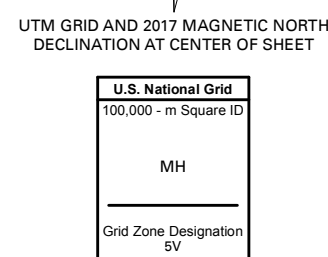 UTM GRID AND 2017 MAGNETIC NORTH
DECLINATION AT CENTER OF SHEET
U.S. National Grid
100,000 - m Square ID
MH
Grid Zone Designation
5V